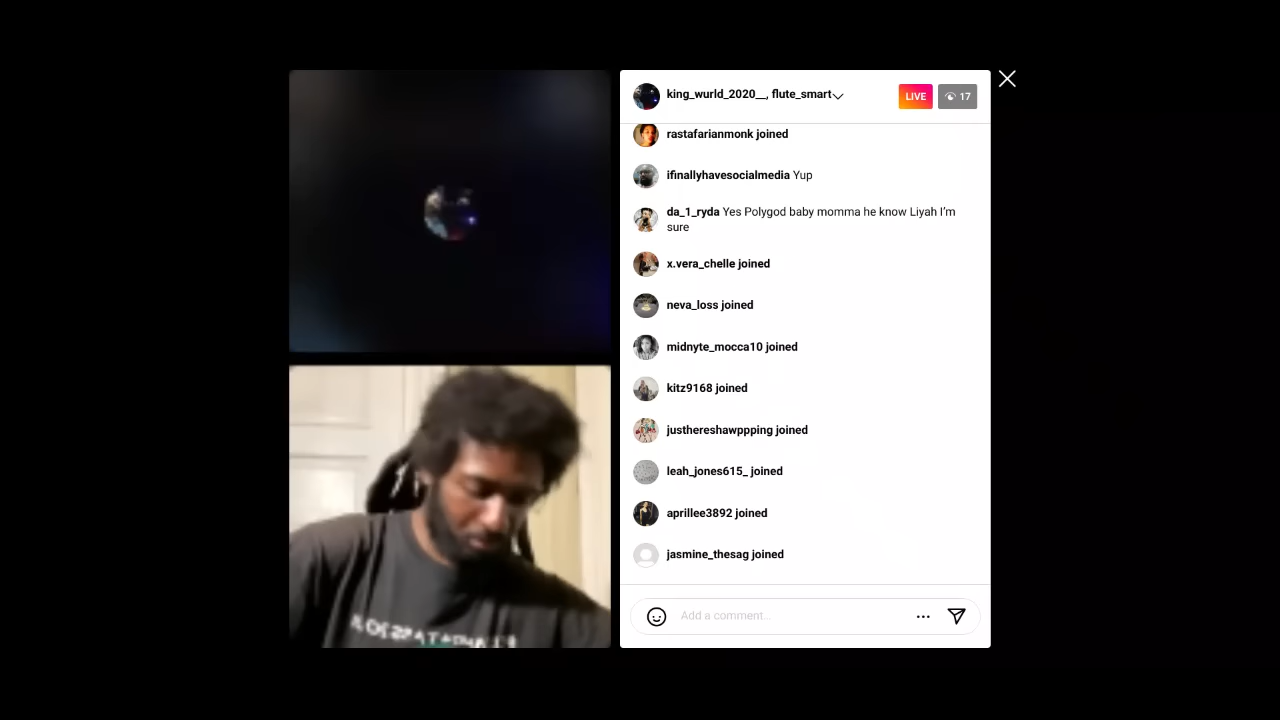 king_wurld_2020__, flute_smart
LIVE
17
rastafarianmonk joined
ifinallyhavesocialmedia Yup
da_1_ryda Yes Polygod baby momma he know Liyah I'm
sure
x.vera_chelle joined
neva_loss joined
midnyte_mocca10 joined
kitz9168 joined
justhereshawppping joined
leah_jones615_ joined
aprillee3892 joined
jasmine_thesag joined
Add a comment...